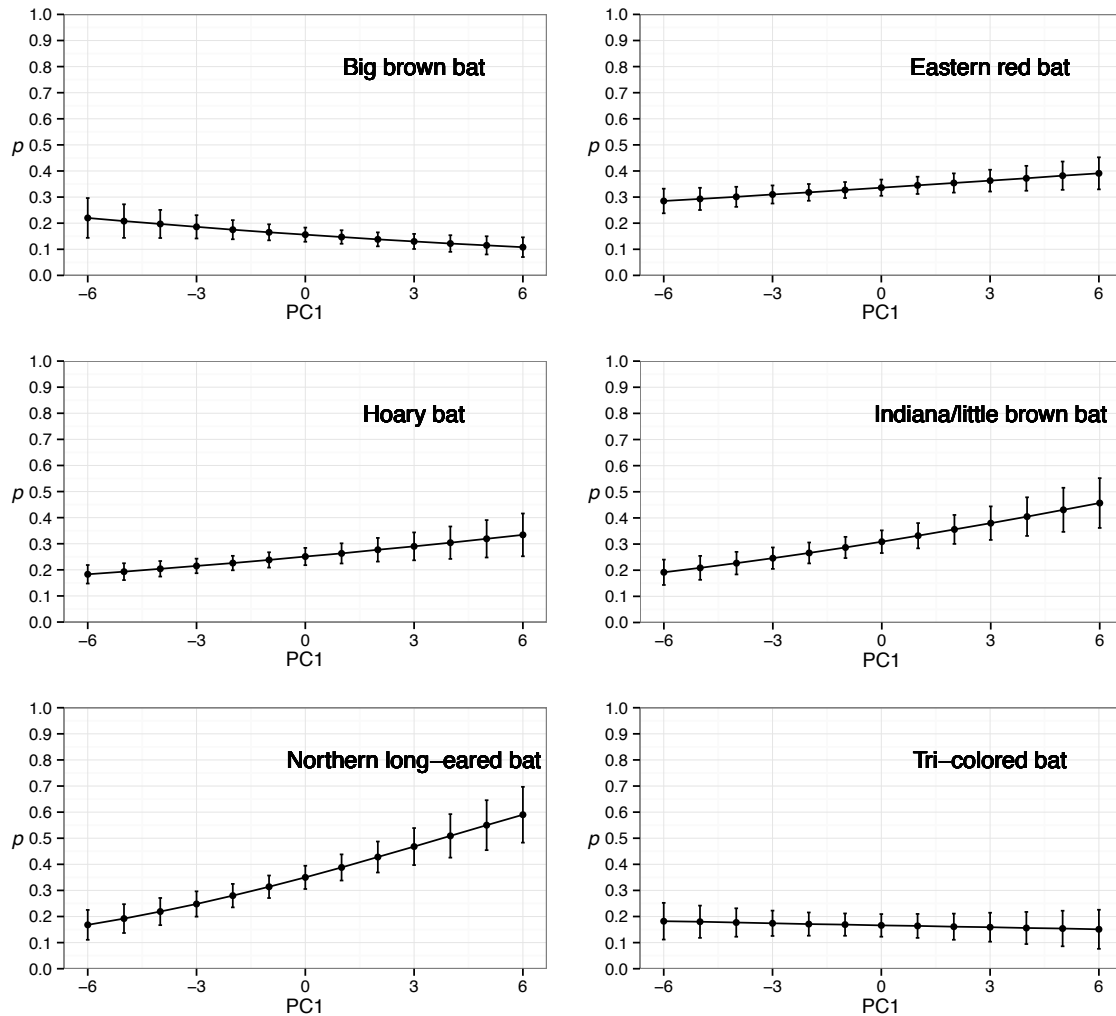 Big brown bat
1.0
0.9
0.8
0.7
0.6
p 0.5
0.4
0.3
0.2
0.1
0.0
−6 −3 0 3 6
PC1
Eastern red bat
1.0
0.9
0.8
0.7
0.6
p 0.5
0.4
0.3
0.2
0.1
0.0
−6 −3 0 3 6
PC1
Hoary bat
1.0
0.9
0.8
0.7
0.6
p 0.5
0.4
0.3
0.2
0.1
0.0
−6 −3 0 3 6
PC1
Indiana/little brown bat
1.0
0.9
0.8
0.7
0.6
p 0.5
0.4
0.3
0.2
0.1
0.0
−6 −3 0 3 6
PC1
Northern long−eared bat
1.0
0.9
0.8
0.7
0.6
p 0.5
0.4
0.3
0.2
0.1
0.0
−6 −3 0 3 6
PC1
Tri−colored bat
1.0
0.9
0.8
0.7
0.6
p 0.5
0.4
0.3
0.2
0.1
0.0
−6 −3 0 3 6
PC1